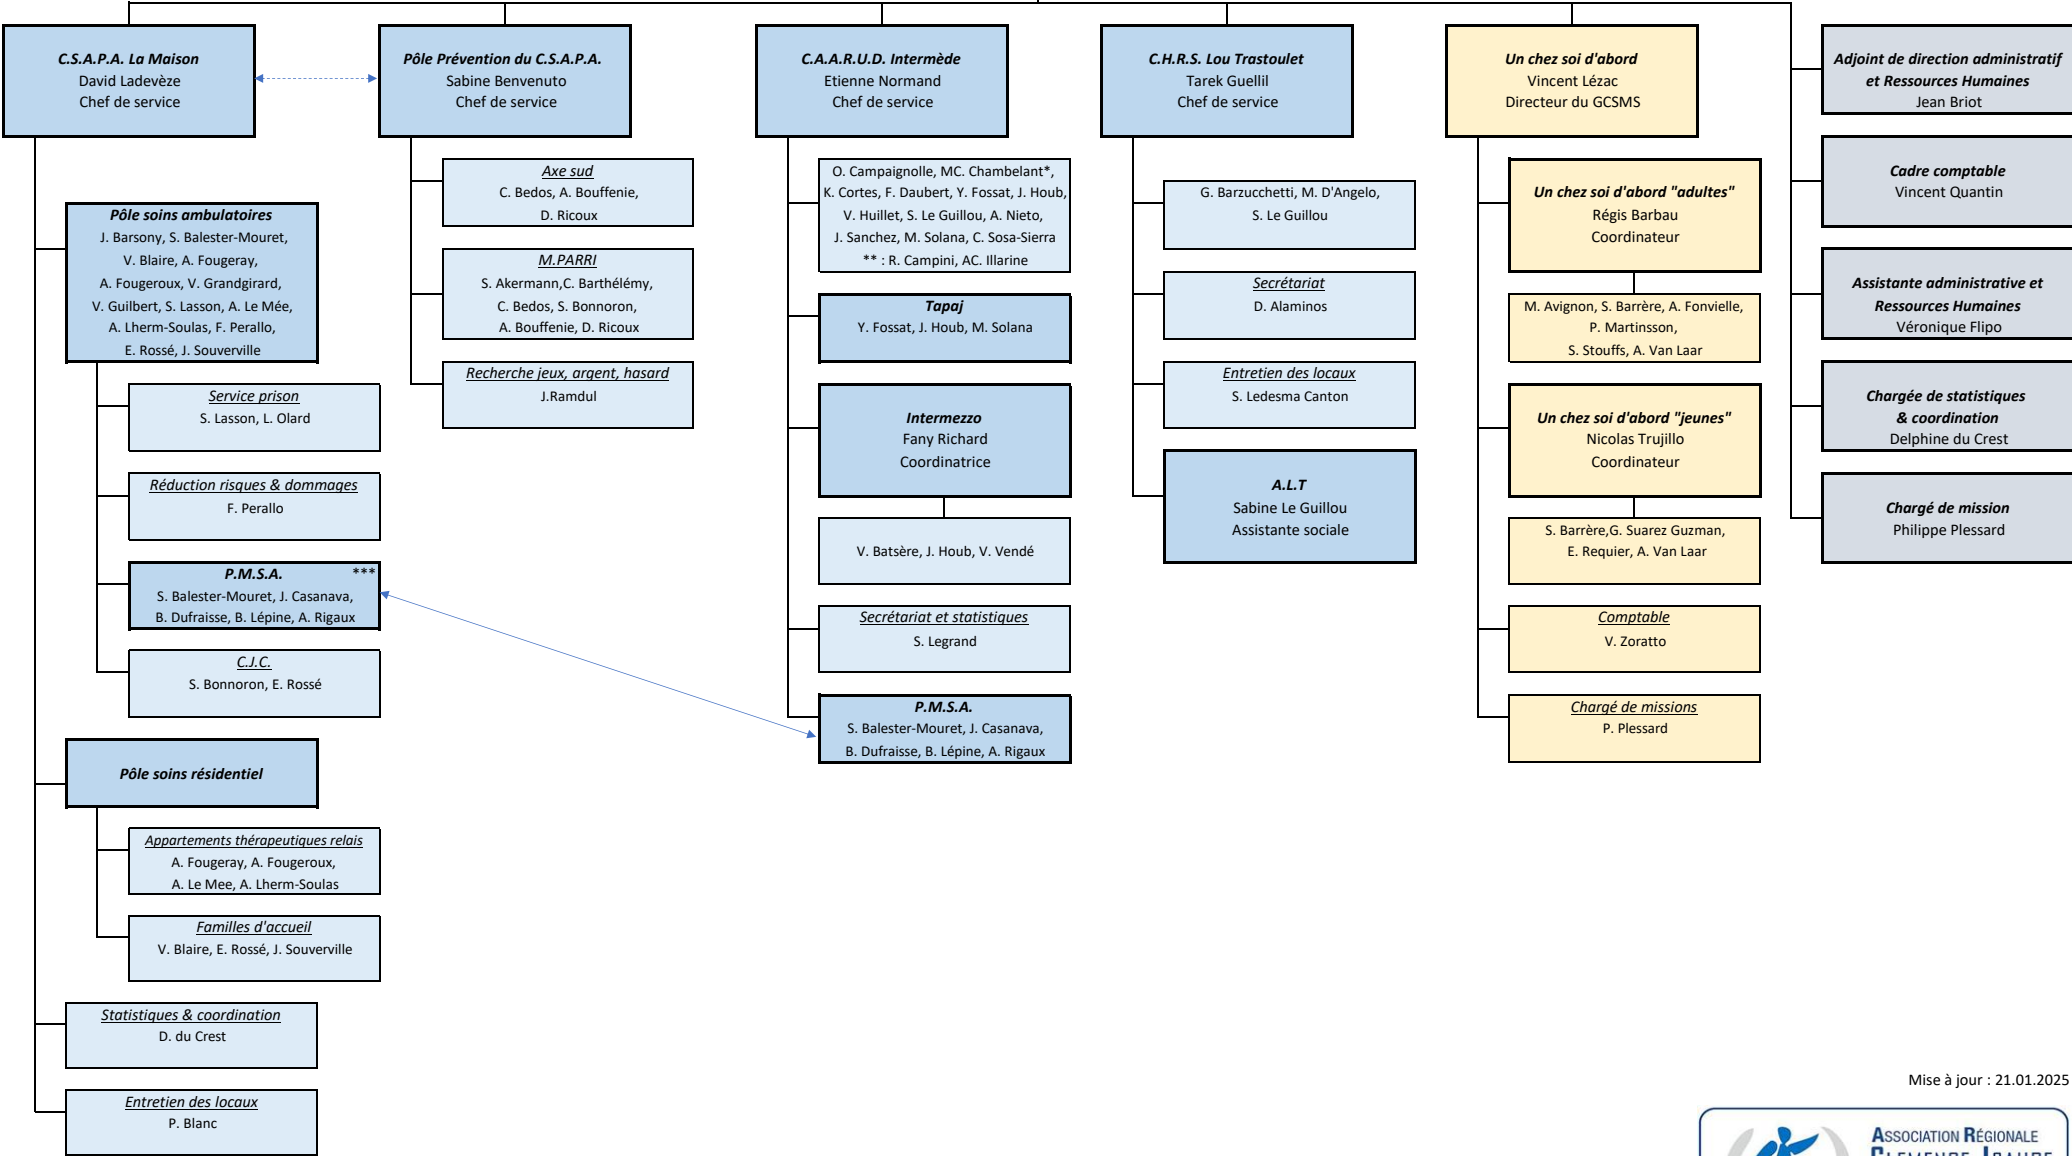 C.S.A.P.A. La Maison
David Ladevèze
Chef de service
Pôle soins ambulatoires
J. Barsony, S. Balester-Mouret,
V. Blaire, A. Fougeray,
A. Fougeroux, V. Grandgirard,
V. Guilbert, S. Lasson, A. Le Mée,
A. Lherm-Soulas, F. Perallo,
E. Rossé, J. Souverville
Service prison
S. Lasson, L. Olard
Réduction risques & dommages
F. Perallo
P.M.S.A. ***
S. Balester-Mouret, J. Casanava,
B. Dufraisse, B. Lépine, A. Rigaux
C.J.C.
S. Bonnoron, E. Rossé
Pôle soins résidentiel
Appartements thérapeutiques relais
A. Fougeray, A. Fougeroux,
A. Le Mee, A. Lherm-Soulas
Familles d'accueil
V. Blaire, E. Rossé, J. Souverville
Statistiques & coordination
D. du Crest
Entretien des locaux
P. Blanc
Pôle Prévention du C.S.A.P.A.
Sabine Benvenuto
Chef de service
Axe sud
C. Bedos, A. Bouffenie,
D. Ricoux
M.PARRI
S. Akermann,C. Barthélémy,
C. Bedos, S. Bonnoron,
A. Bouffenie, D. Ricoux
Recherche jeux, argent, hasard
J.Ramdul
C.A.A.R.U.D. Intermède
Etienne Normand
Chef de service
O. Campaignolle, MC. Chambelant*,
K. Cortes, F. Daubert, Y. Fossat, J. Houb,
V. Huillet, S. Le Guillou, A. Nieto,
J. Sanchez, M. Solana, C. Sosa-Sierra
** : R. Campini, AC. Illarine
Tapaj
Y. Fossat, J. Houb, M. Solana
Intermezzo
Fany Richard
Coordinatrice
V. Batsère, J. Houb, V. Vendé
Secrétariat et statistiques
S. Legrand
P.M.S.A.
S. Balester-Mouret, J. Casanava,
B. Dufraisse, B. Lépine, A. Rigaux
C.H.R.S. Lou Trastoulet
Tarek Guellil
Chef de service
G. Barzucchetti, M. D'Angelo,
S. Le Guillou
Secrétariat
D. Alaminos
Entretien des locaux
S. Ledesma Canton
A.L.T
Sabine Le Guillou
Assistante sociale
Un chez soi d'abord
Vincent Lézac
Directeur du GCSMS
Un chez soi d'abord "adultes"
Régis Barbau
Coordinateur
M. Avignon, S. Barrère, A. Fonvielle,
P. Martinsson,
S. Stouffs, A. Van Laar
Un chez soi d'abord "jeunes"
Nicolas Trujillo
Coordinateur
S. Barrère,G. Suarez Guzman,
E. Requier, A. Van Laar
Comptable
V. Zoratto
Chargé de missions
P. Plessard
Adjoint de direction administratif
et Ressources Humaines
Jean Briot
Cadre comptable
Vincent Quantin
Assistante administrative et
Ressources Humaines
Véronique Flipo
Chargée de statistiques
& coordination
Delphine du Crest
Chargé de mission
Philippe Plessard
Mise à jour : 21.01.2025
ASSOCIATION RÉGIONALE
CLEMENCE ISAURE